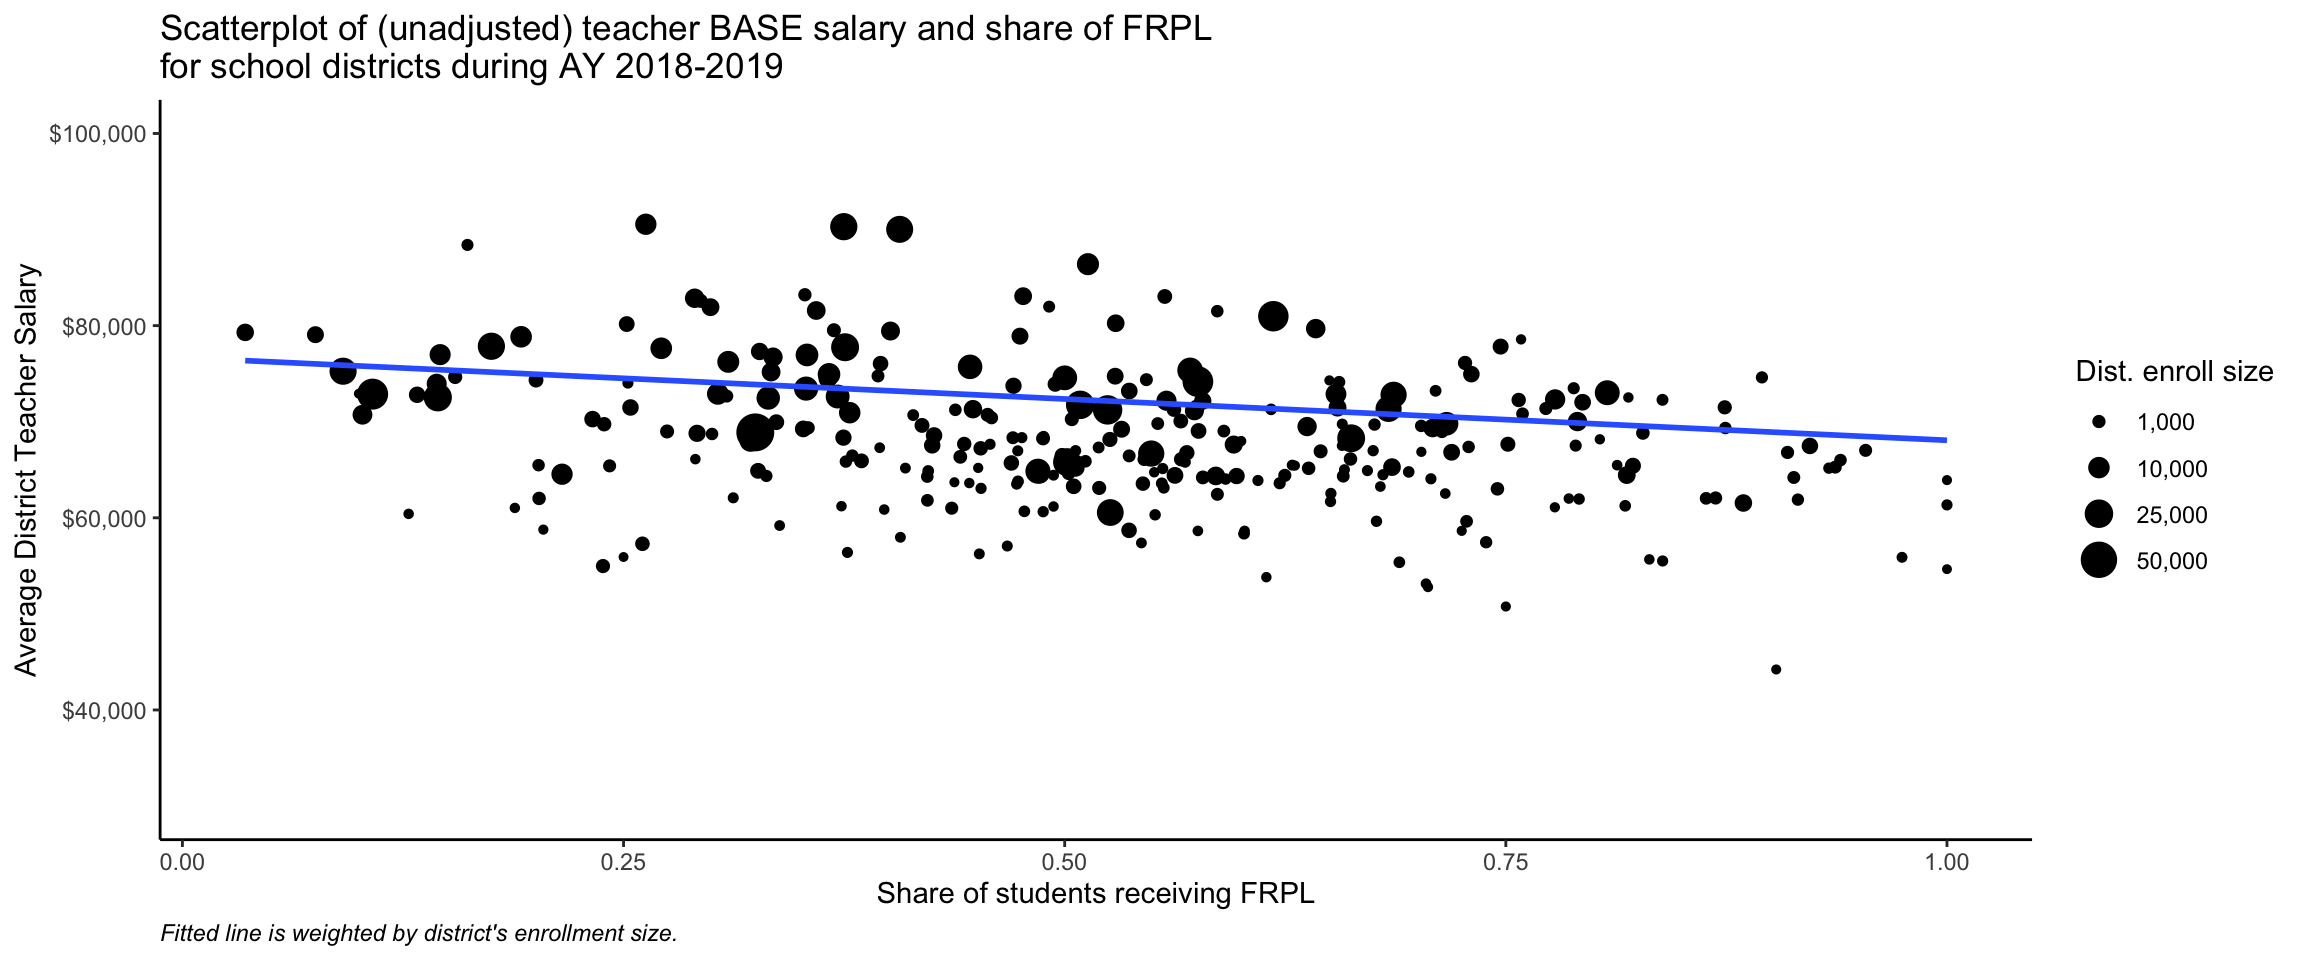 Scatterplot of (unadjusted) teacher BASE salary and share of FRPL
for school districts during AY 2018-2019
Average District Teacher Salary
$100,000
$80,000
$60,000
$40,000
0.00
0.25
0.50
0.75
1.00
Share of students receiving FRPL
Dist. enroll size
1,000
10,000
25,000
50,000
Fitted line is weighted by district's enrollment size.